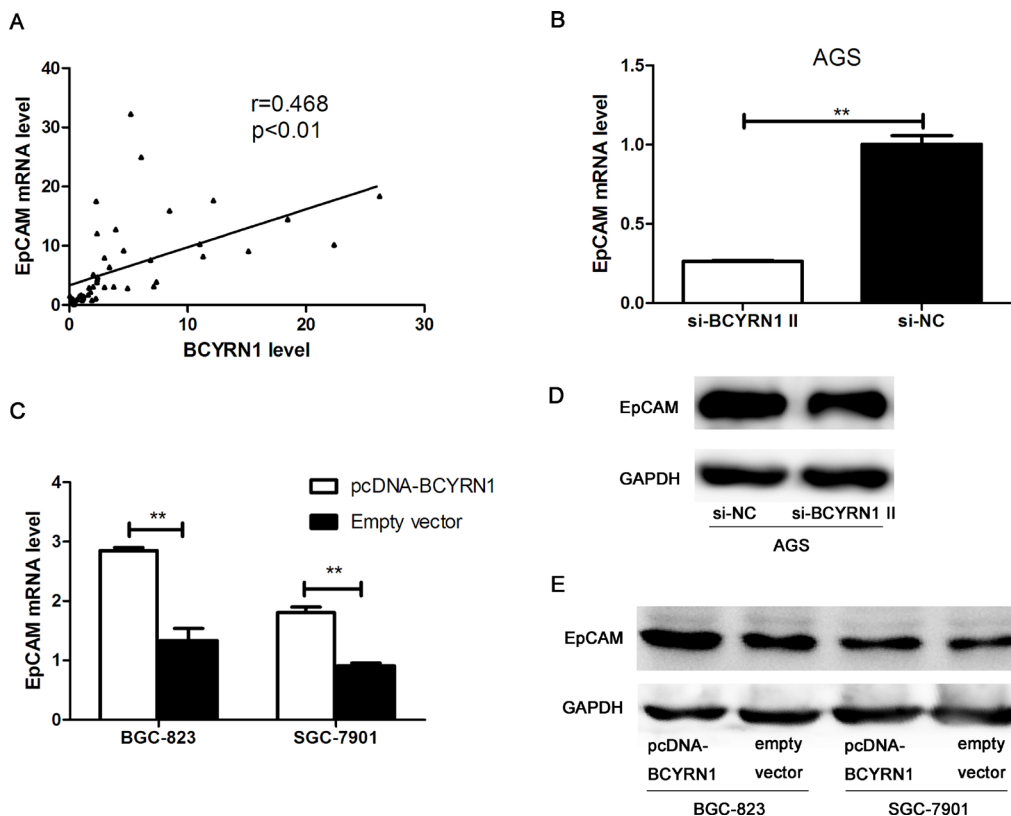 A
40
30
20
10
0
EpCAM mRNA level
r=0.468
p<0.01
0 10 20 30
BCYRN1 level
B
AGS
1.5
1.0
0.5
0.0
EpCAM mRNA level
**
si-BCYRN1 II si-NC
C
4
3
2
1
0
EpCAM mRNA level
pcDNA-BCYRN1
Empty vector
**
**
BGC-823 SGC-7901
D
EpCAM
GAPDH
si-NC si-BCYRN1 II
AGS
E
EpCAM
GAPDH
pcDNA- empty pcDNA- empty
BCYRN1 vector BCYRN1 vector
BGC-823 SGC-7901